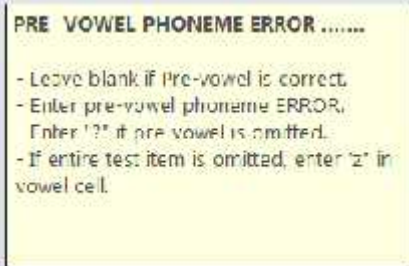 PRE VOWEL PHONEME ERROR .......
- Leave blank if Pre-vowel is correct.
- Enter pre-vowel phoneme ERROR.
Enter "?" if pre vowel is omitted.
- If entire test item is omitted, enter "z" in
vowel cell.